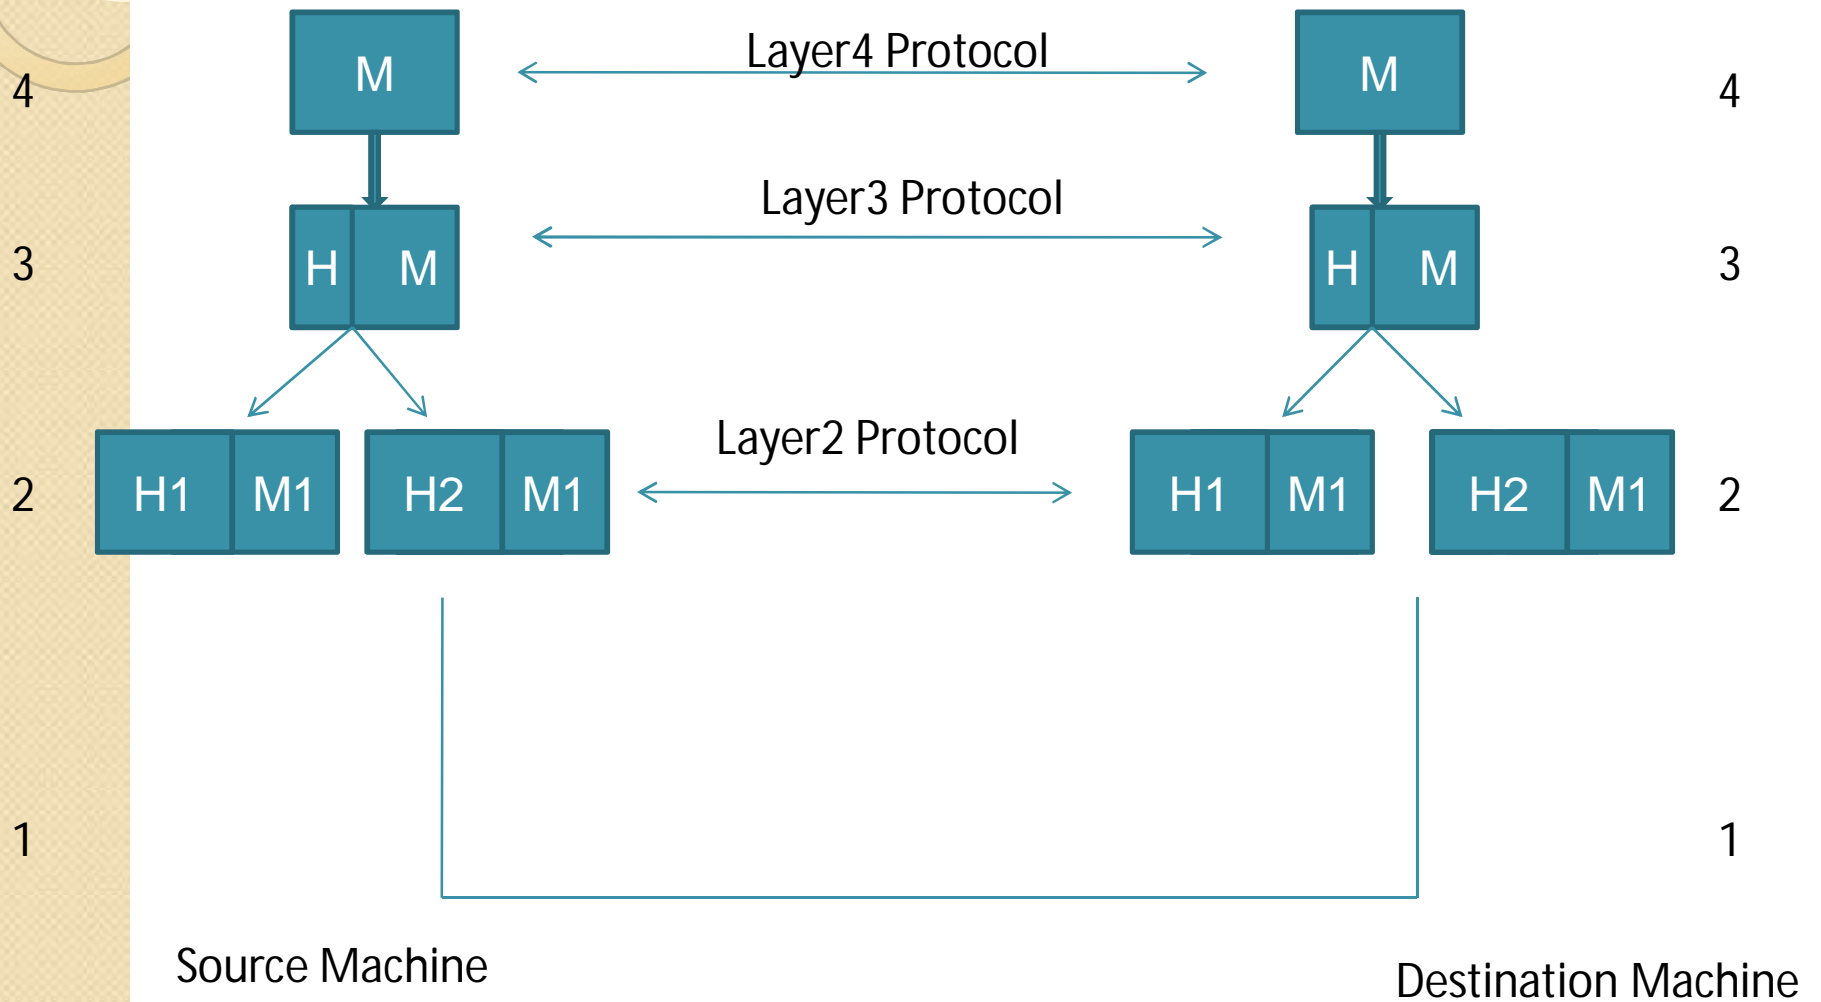 Layer4 Protocol
4 M M 4
Layer3 Protocol
3 H M H M 3
Layer2 Protocol
2 H1 M1 H2 M1 H1 M1 H2 M1 2
1 1
Source Machine
Destination Machine